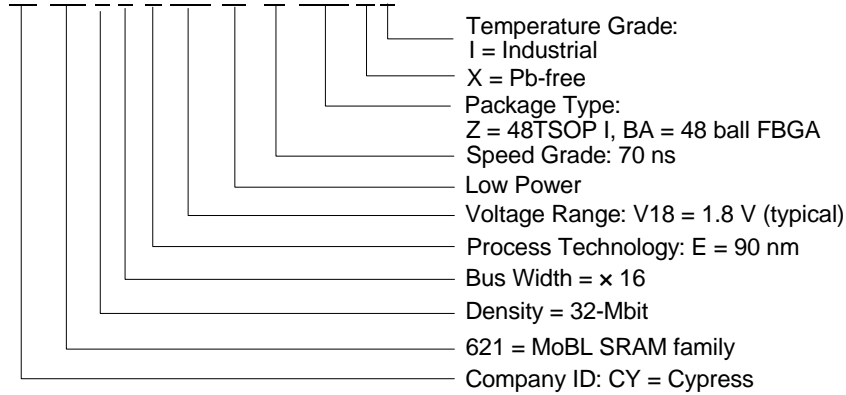 Temperature Grade:
I = Industrial
X = Pb-free
Package Type:
Z = 48TSOP I, BA = 48 ball FBGA
Speed Grade: 70 ns
Low Power
Voltage Range: V18 = 1.8 V (typical)
Process Technology: E = 90 nm
Bus Width = × 16
Density = 32-Mbit
621 = MoBL SRAM family
Company ID: CY = Cypress